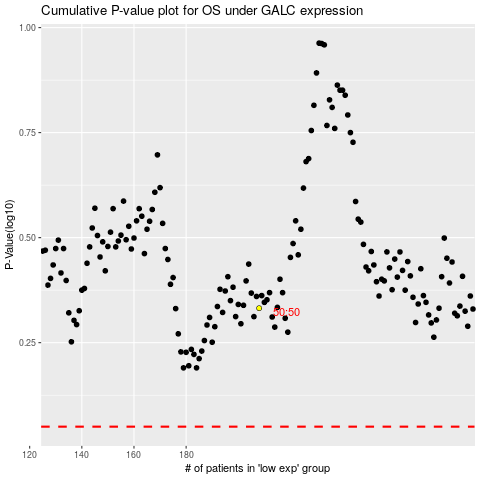 Cumulative P-value plot for OS under GALC expression
P-Value(log10)
1.00
0.75
0.50
0.25
50:50
120 140 160 180
# of patients in 'low exp' group